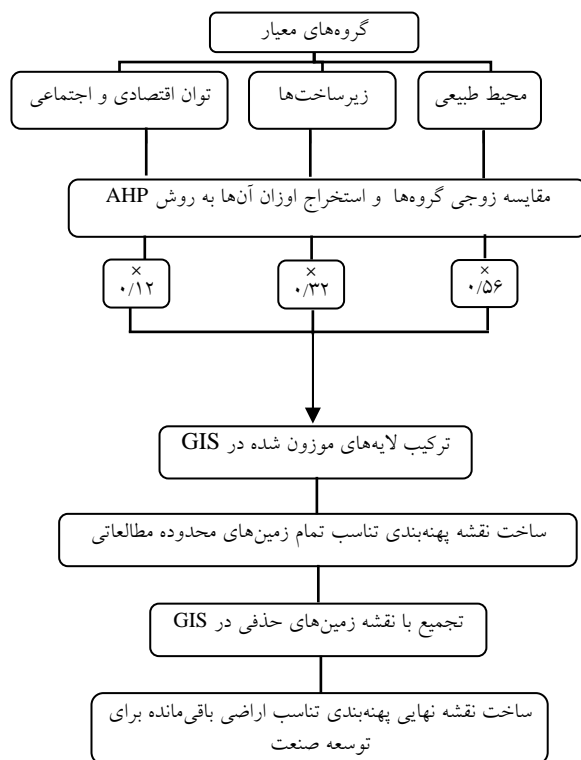 گروه‌های معیار
محیط طبیعی
زیرساخت‌ها
توان اقتصادی و اجتماعی
مقایسه زوجی گروه‌ها و استخراج اوزان آن‌ها به روش AHP
×
۰/۵۶
×
۰/۳۲
×
۰/۱۲
ترکیب لایه‌های موزون شده در GIS
ساخت نقشه پهنه‌بندی تناسب تمام زمین‌های محدوده مطالعاتی
تجمیع با نقشه زمین‌های حذفی در GIS
ساخت نقشه نهایی پهنه‌بندی تناسب اراضی باقی‌مانده برای
توسعه صنعت